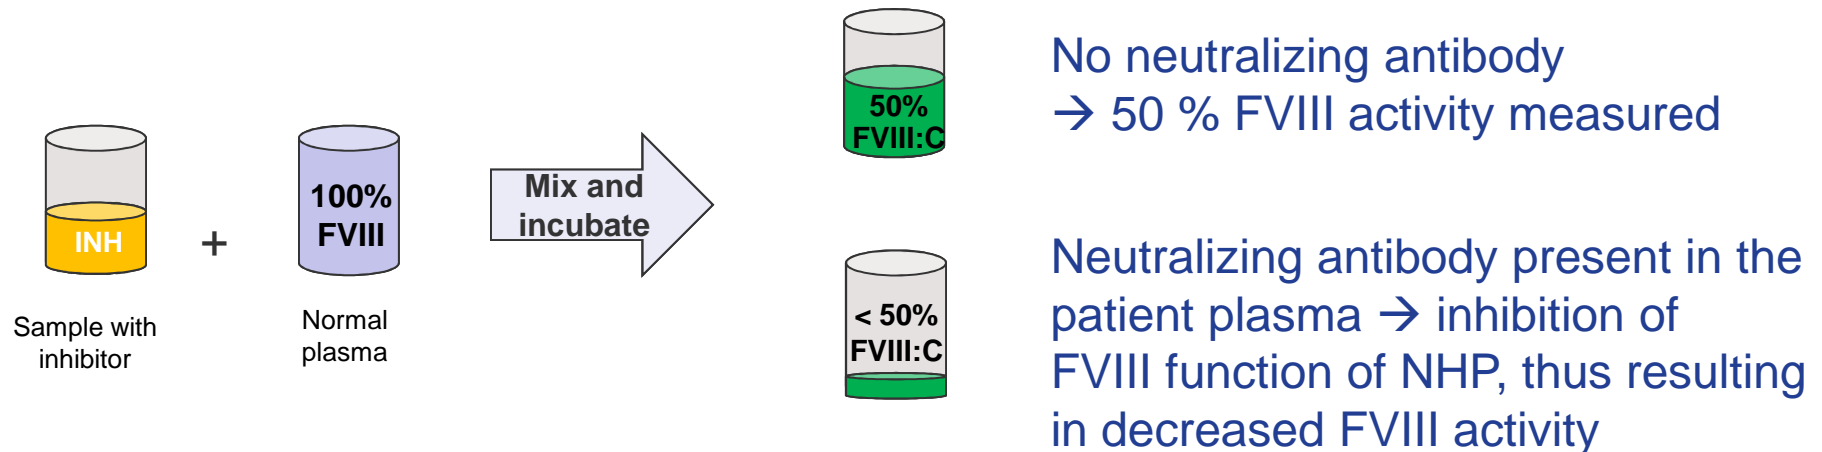 INH
Sample with
inhibitor
+
100%
FVIII
Normal
plasma
Mix and
incubate
50%
FVIII:C
No neutralizing antibody
→ 50 % FVIII activity measured
< 50%
FVIII:C
Neutralizing antibody present in the
patient plasma → inhibition of
FVIII function of NHP, thus resulting
in decreased FVIII activity